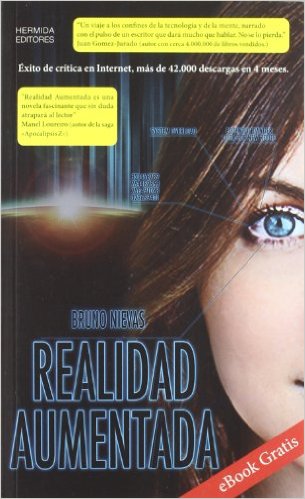 HERMIDA
EDITORES
"Un viaje a los confines de la tecnología y de la mente, narrado
con el pulso de un escritor que dará mucho que hablar. No se lo pierda."
Juan Gómez-Jurado (autor con cerca 4.000.000 de libros vendidos.)
Éxito de crítica en Internet, más de 42.000 descargas en 4 meses.
"Realidad Aumentada es una
novela fascinante que sin duda
atrapará al lector"
Manel Loureiro (autor de la saga
«Apocalipsis Z»)
BRUNO NIEVAS
REALIDAD
AUMENTADA
eBook Gratis